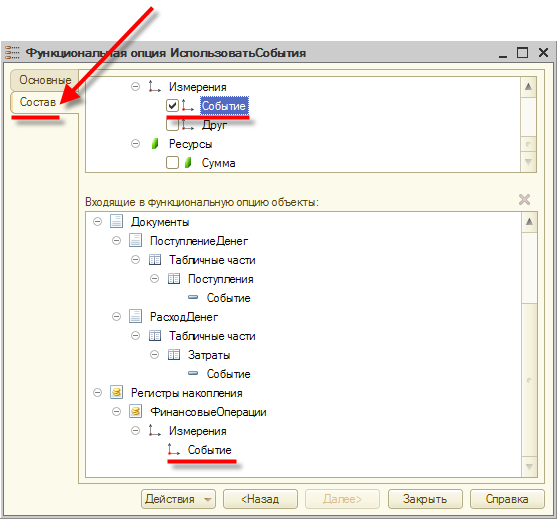 Функциональная опция ИспользоватьСобытия
Основные
Состав
Измерения
Событие
Друг
Ресурсы
Сумма
Входящие в функциональную опцию объекты:
Документы
ПоступлениеДенег
Табличные части
Поступления
Событие
РасходДенег
Табличные части
Затраты
Событие
Регистры накопления
ФинансовыеОперации
Измерения
Событие
Действия
<Назад
Далее>
Закрыть
Справка